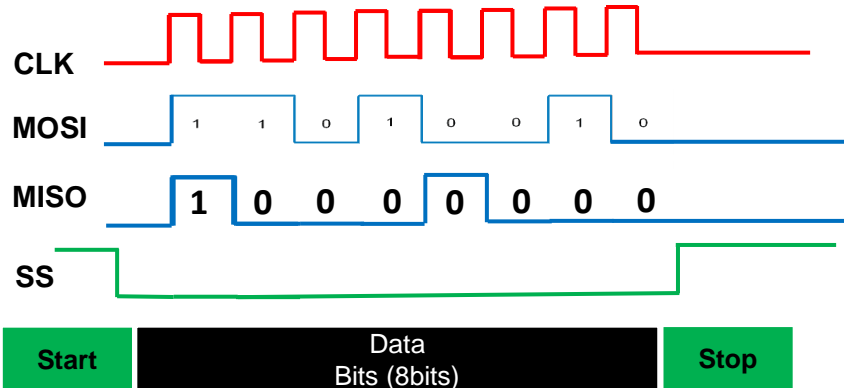 CLK
MOSI 1 1 0 1 0 0 1 0
MISO 1 0 0 0 0 0 0 0
SS
Start
Data
Bits (8bits)
Stop